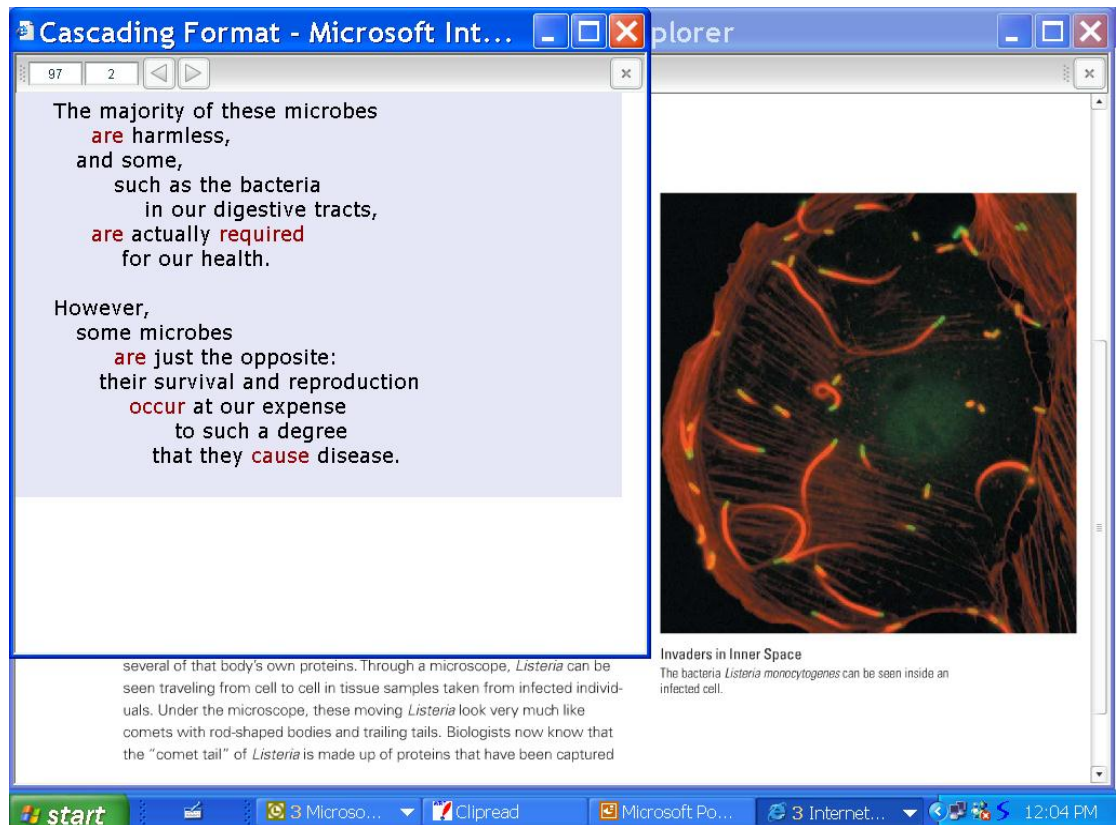 Cascading Format - Microsoft Int...
plorer
97
2
The majority of these microbes
are harmless,
and some,
such as the bacteria
in our digestive tracts,
are actually required
for our health.
However,
some microbes
are just the opposite:
their survival and reproduction
occur at our expense
to such a degree
that they cause disease.
Invaders in Inner Space
The bacteria Listeria monocytogenes can be seen inside an
infected cell.
several of that body's own proteins. Through a microscope, Listeria can be
seen traveling from cell to cell in tissue samples taken from infected individ-
uals. Under the microscope, these moving Listeria look very much like
comets with rod-shaped bodies and trailing tails. Biologists now know that
the "comet tail" of Listeria is made up of proteins that have been captured
start
3 Microso...
Clipread
Microsoft Po...
3 Internet...
12:04 PM